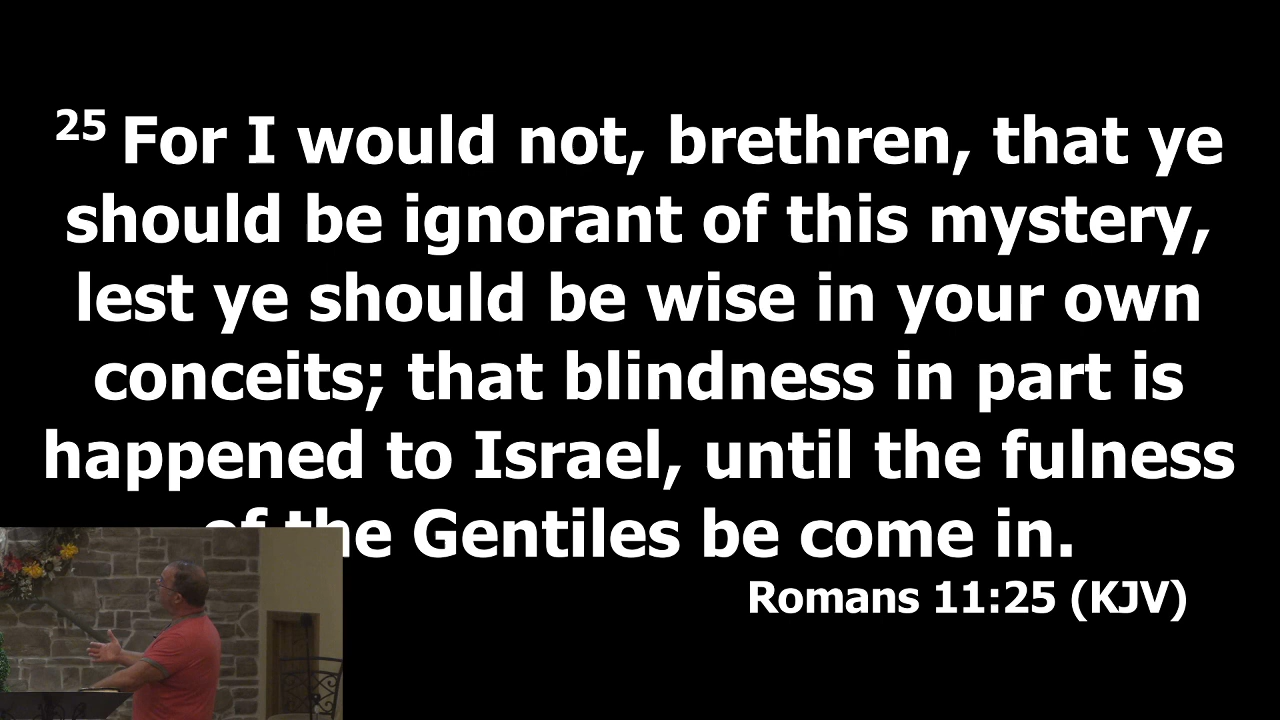 25 For I would not, brethren, that ye
should be ignorant of this mystery,
lest ye should be wise in your own
conceits; that blindness in part is
happened to Israel, until the fulness
of the Gentiles be come in.
Romans 11:25 (KJV)